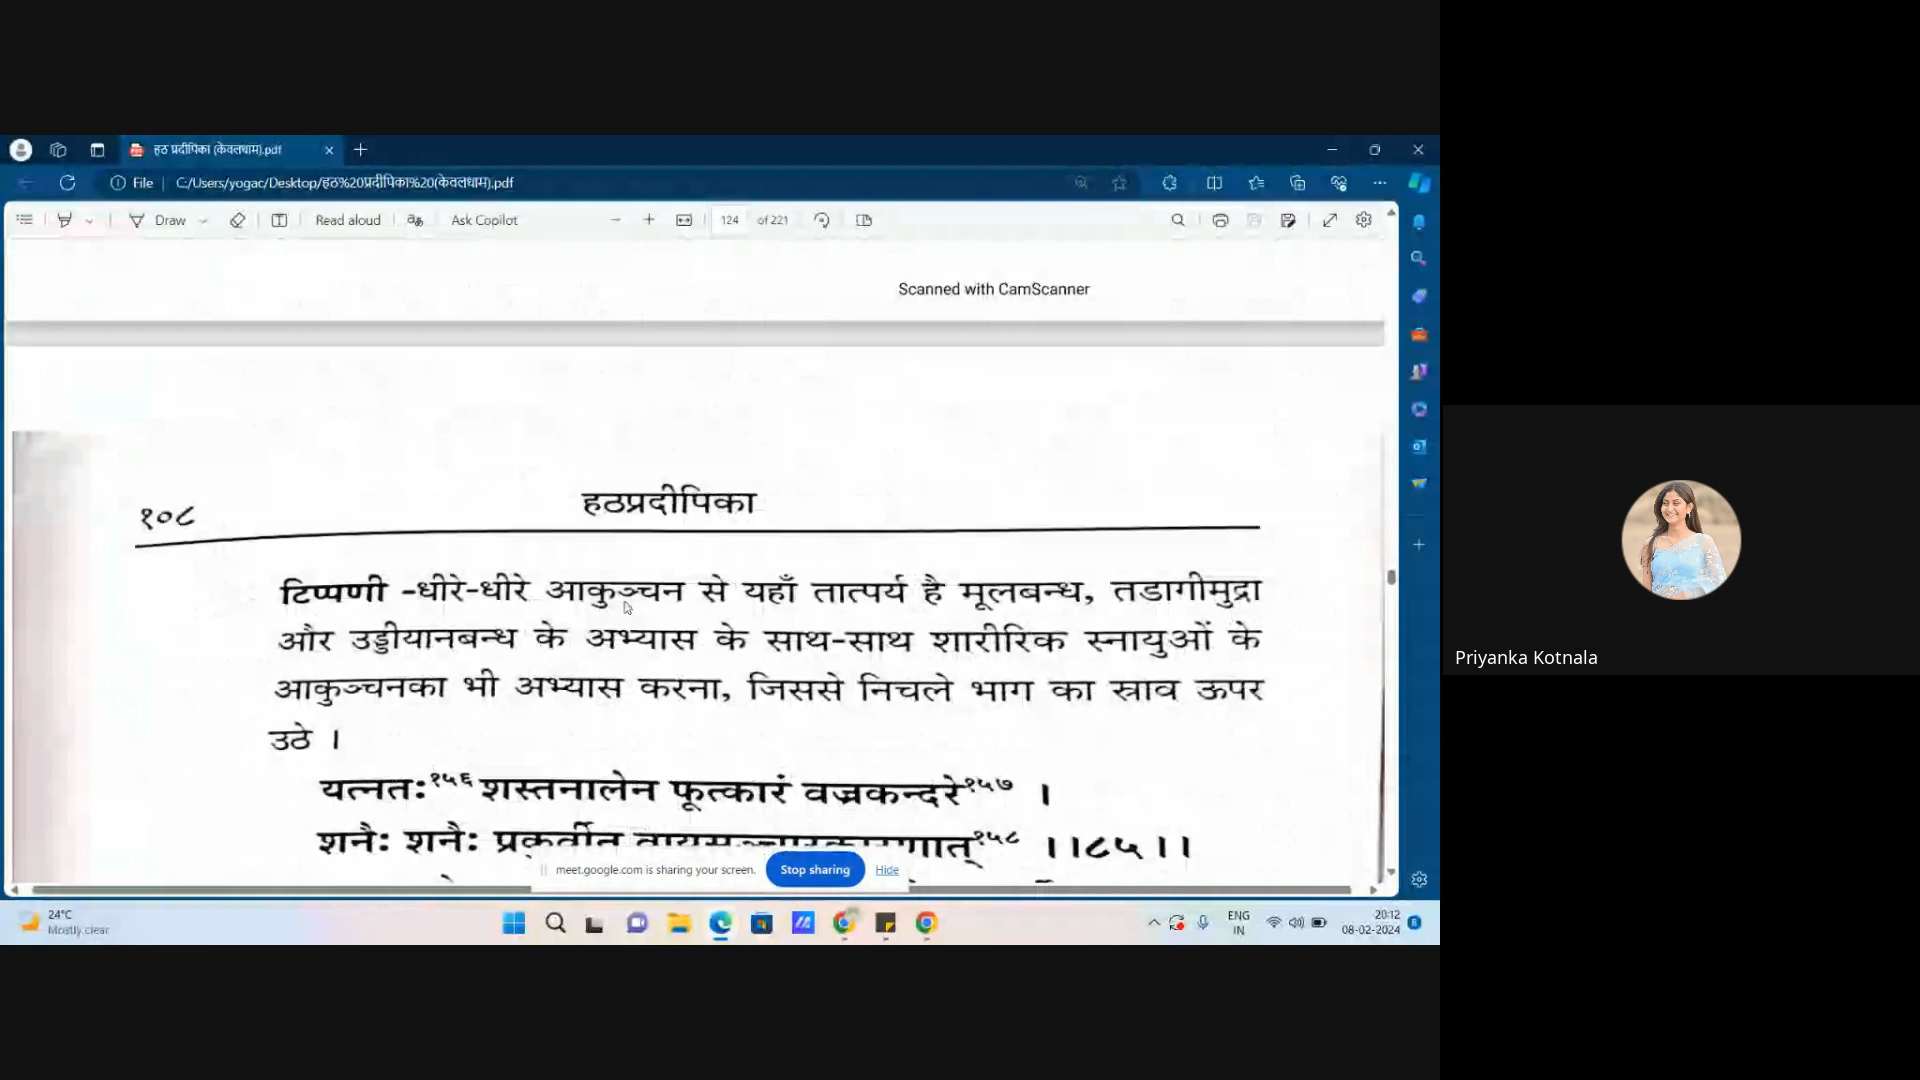 हठ प्रदीपिका (केवलधाम).pdf
File
C:/Users/yogac/Desktop/हठ%20प्रदीपिका%20(केवलधाम).pdf
Draw
Read aloud
Ask Copilot
124 of 221
Scanned with CamScanner
१०८
हठप्रदीपिका
टिप्पणी -धीरे-धीरे आकुञ्चन से यहाँ तात्पर्य है मूलबन्ध, तडागीमुद्रा
और उड्डीयानबन्ध के अभ्यास के साथ-साथ शारीरिक स्नायुओं के
आकुञ्चनका भी अभ्यास करना, जिससे निचले भाग का स्राव ऊपर
उठे ।
यत्नतः१५६ शस्तनालेन फूत्कारं वज्रकन्दरे१५७ ।
शनैः शनैः प्रकुर्वीत वायुसञ्चारकारणात्१५८ ।।८५।।
meet.google.com is sharing your screen.
Stop sharing
Hide
Priyanka Kotnala
24°C
Mostly clear
ENG
IN
20:12
08-02-2024